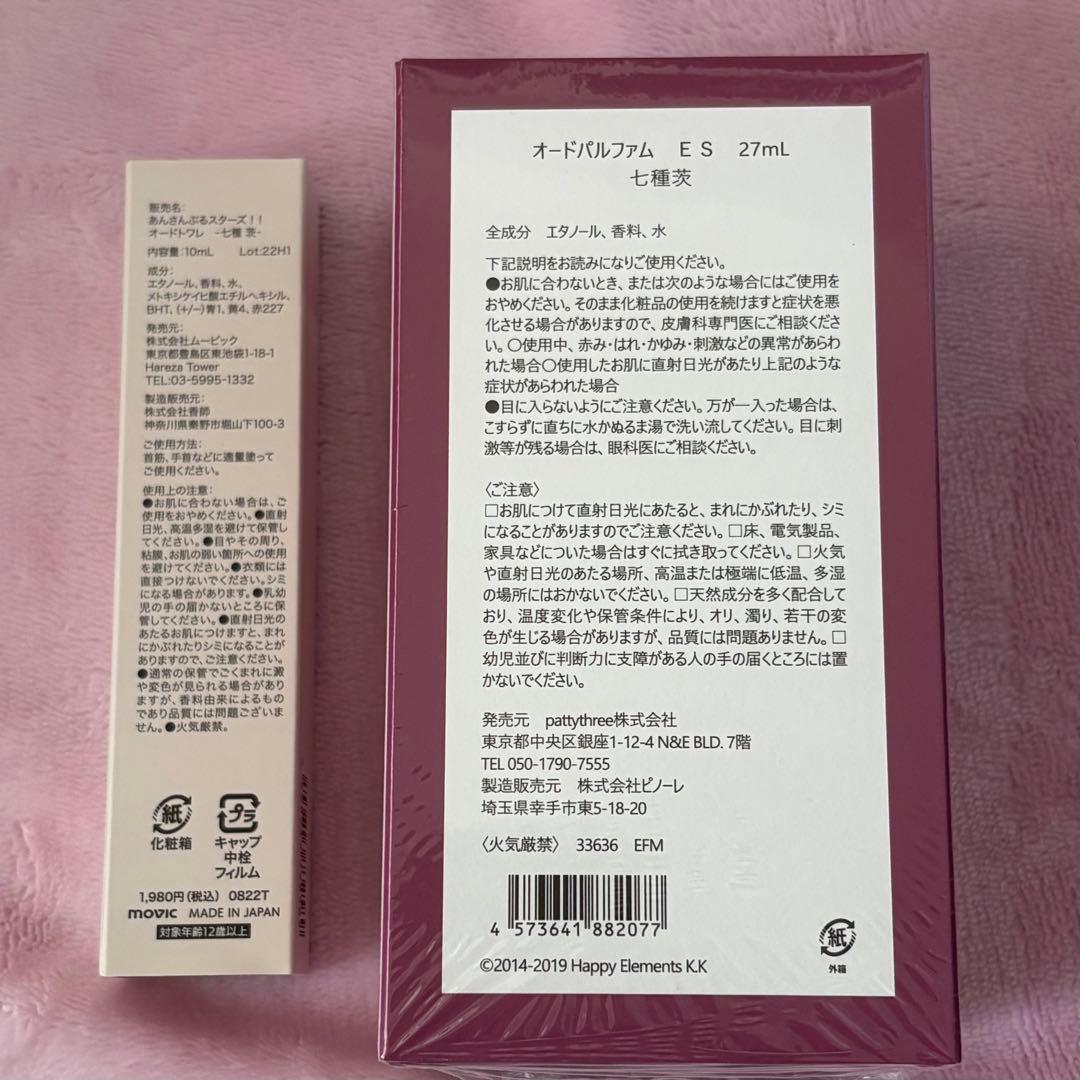 販売名:
あんさんぶるスターズ!!
オードトワレ -七種 茨-
内容量:10mL Lot:22H1
成分:
エタノール、香料、水、
メトキシケイヒ酸エチルヘキシル、
BHT、(+/−)青1、黄4、赤227
発売元:
株式会社ムービック
東京都豊島区東池袋1-18-1
Hareza Tower
TEL:03-5995-1332
製造販売元:
株式会社香師
神奈川県秦野市堀山下100-3
ご使用方法:
首筋、手首などに適量塗って
ご使用ください。
使用上の注意:
●お肌に合わない場合は、ご
使用をおやめください。●直射
日光、高温多湿を避けて保管し
てください。●目やその周り、
粘膜、お肌の弱い箇所への使用
を避けてください。●衣類には
直接つけないでください。シミ
になる場合があります。●乳幼
児の手の届かないところに保
管してください。●直射日光の
あたるお肌につけますと、まれ
にかぶれたりシミになることが
ありますので、ご注意ください。
●通常の保管でごくまれに澱
や変色が見られる場合があり
ますが、香料由来によるもの
であり品質には問題ございま
せん。●火気厳禁。
紙
化粧箱
プラ
キャップ
中栓
フィルム
1,980円(税込) 0822T
movic MADE IN JAPAN
対象年齢12歳以上
オードパルファム ES 27mL
七種茨
全成分 エタノール、香料、水
下記説明をお読みになりご使用ください。
●お肌に合わないとき、または次のような場合にはご使用を
おやめください。そのまま化粧品の使用を続けますと症状を悪
化させる場合がありますので、皮膚科専門医にご相談くださ
い。○使用中、赤み・はれ・かゆみ・刺激などの異常があらわ
れた場合○使用したお肌に直射日光があたり上記のような
症状があらわれた場合
●目に入らないようにご注意ください。万が一入った場合は、
こすらずに直ちに水かぬるま湯で洗い流してください。目に刺
激等が残る場合は、眼科医にご相談ください。
〈ご注意〉
□お肌につけて直射日光にあたると、まれにかぶれたり、シミ
になることがありますのでご注意ください。□床、電気製品、
家具などについた場合はすぐに拭き取ってください。□火気
や直射日光のあたる場所、高温または極端に低温、多湿
の場所にはおかないでください。□天然成分を多く配合して
おり、温度変化や保管条件により、オリ、濁り、若干の変
色が生じる場合がありますが、品質には問題ありません。□
幼児並びに判断力に支障がある人の手の届くところには置
かないでください。
発売元 pattythree株式会社
東京都中央区銀座1-12-4 N&E BLD. 7階
TEL 050-1790-7555
製造販売元 株式会社ピノーレ
埼玉県幸手市東5-18-20
〈火気厳禁〉 33636 EFM
4 573641 882077
紙
外箱
©2014-2019 Happy Elements K.K